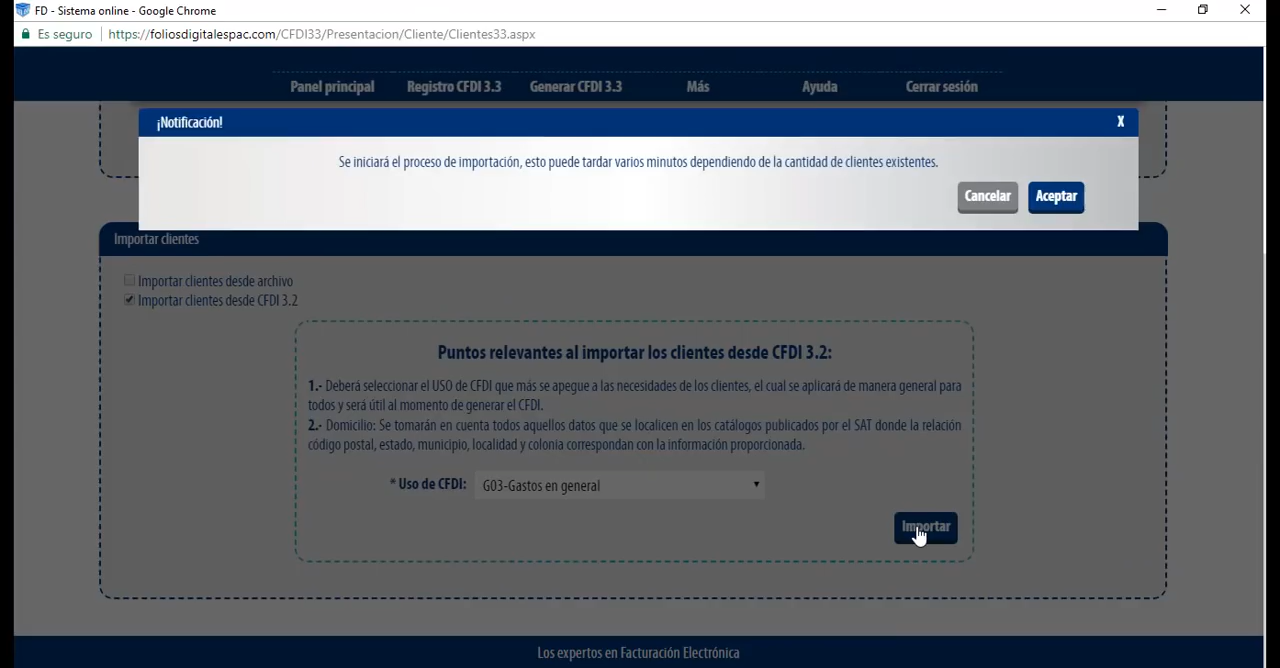 FD - Sistema online - Google Chrome
Es seguro | https://foliosdigitalespac.com/CFDI33/Presentacion/Cliente/Clientes33.aspx
Panel principal Registro CFDI 3.3 Generar CFDI 3.3 Más Ayuda Cerrar sesión
¡Notificación! X
Se iniciará el proceso de importación, esto puede tardar varios minutos dependiendo de la cantidad de clientes existentes.
Cancelar Aceptar
Importar clientes
Importar clientes desde archivo
Importar clientes desde CFDI 3.2
Puntos relevantes al importar los clientes desde CFDI 3.2:
1.- Deberá seleccionar el USO de CFDI que más se apegue a las necesidades de los clientes, el cual se aplicará de manera general para
todos y será útil al momento de generar el CFDI.
2.- Domicilio: Se tomarán en cuenta todos aquellos datos que se localicen en los catálogos publicados por el SAT donde la relación
código postal, estado, municipio, localidad y colonia correspondan con la información proporcionada.
* Uso de CFDI: G03-Gastos en general
Importar
Los expertos en Facturación Electrónica